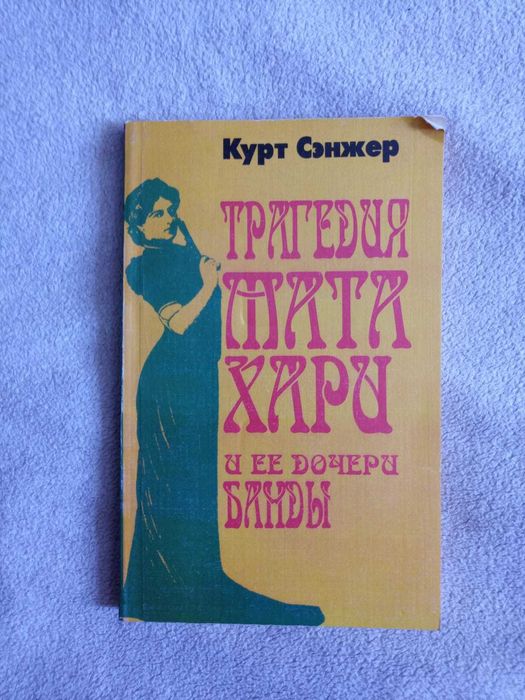 Курт Сэнжер
ТРАГЕДИЯ
МАТА
ХАРИ
И ЕЕ ДОЧЕРИ
БАНДЫ